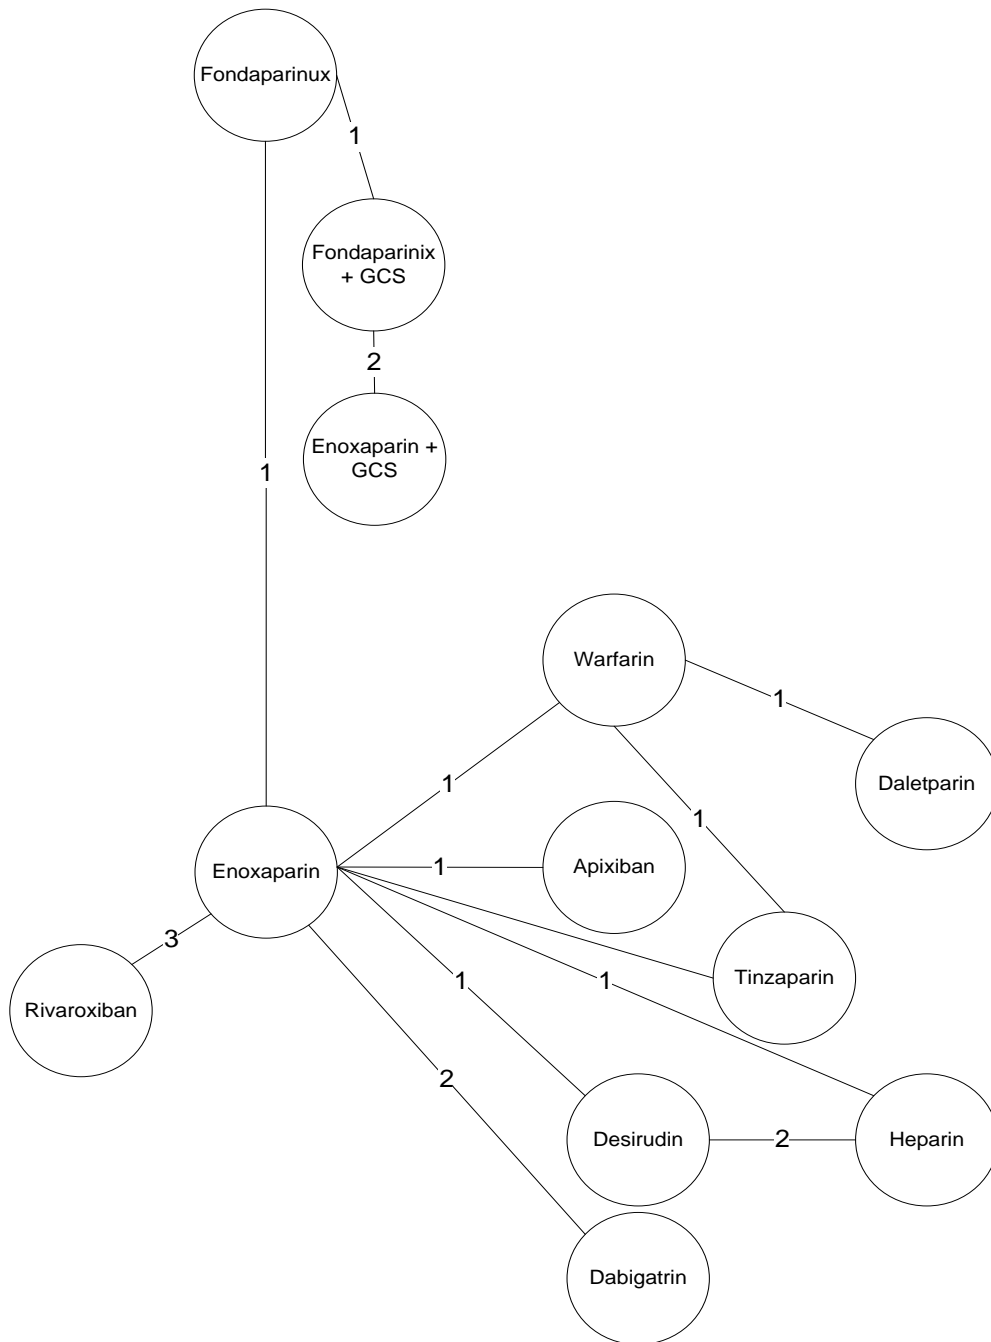 Fondaparinux
1
Fondaparinix
+ GCS
2
Enoxaparin +
GCS
1
Warfarin
1
Daletparin
1
1
Enoxaparin
1
Apixiban
3
1
1
Tinzaparin
Rivaroxiban
2
Desirudin
2
Heparin
Dabigatrin